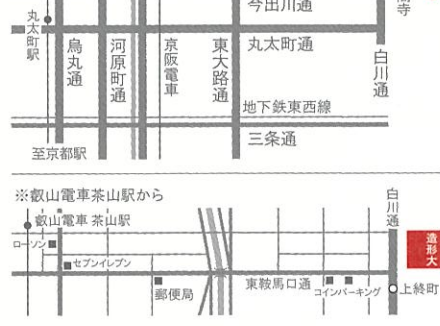 今出川通
寺
丸太町駅
烏丸通
河原町通
京阪電車
東大路通
丸太町通
白川通
地下鉄東西線
三条通
至京都駅
※叡山電車茶山駅から
白川通
叡山電車 茶山駅
ローソン
セブンイレブン
造形大
郵便局
東鞍馬口通
コインパーキング
上終町